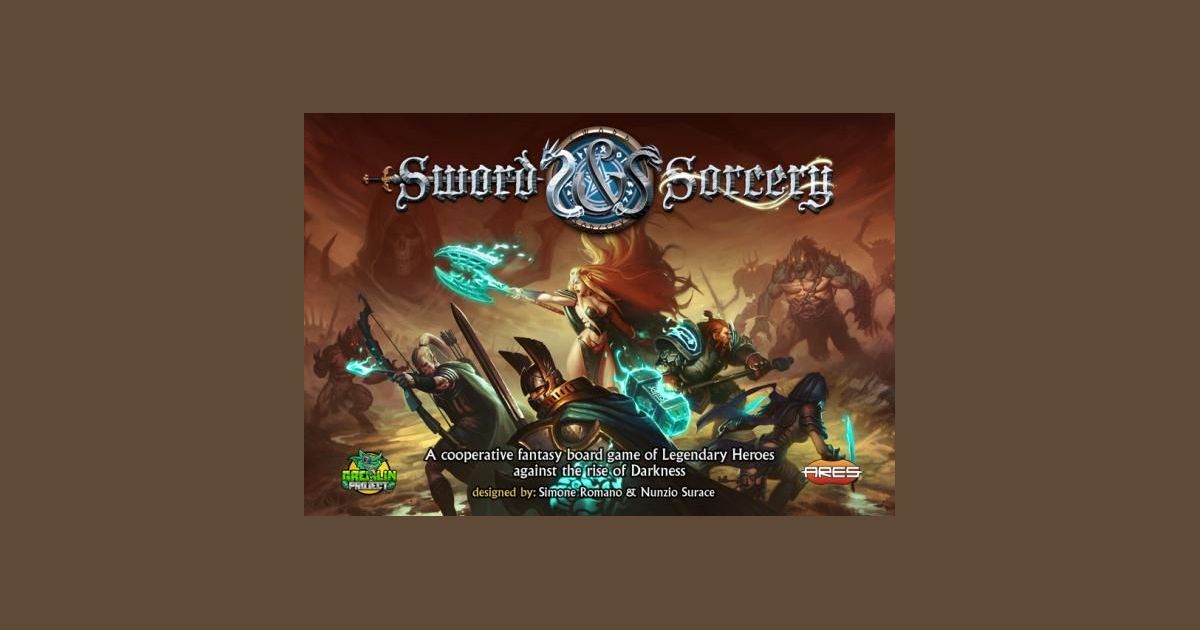 Sword & Sorcery
A cooperative fantasy board game of Legendary Heroes
against the rise of Darkness
designed by: Simone Romano & Nunzio Surace
GREMLIN
PROJECT
ARES